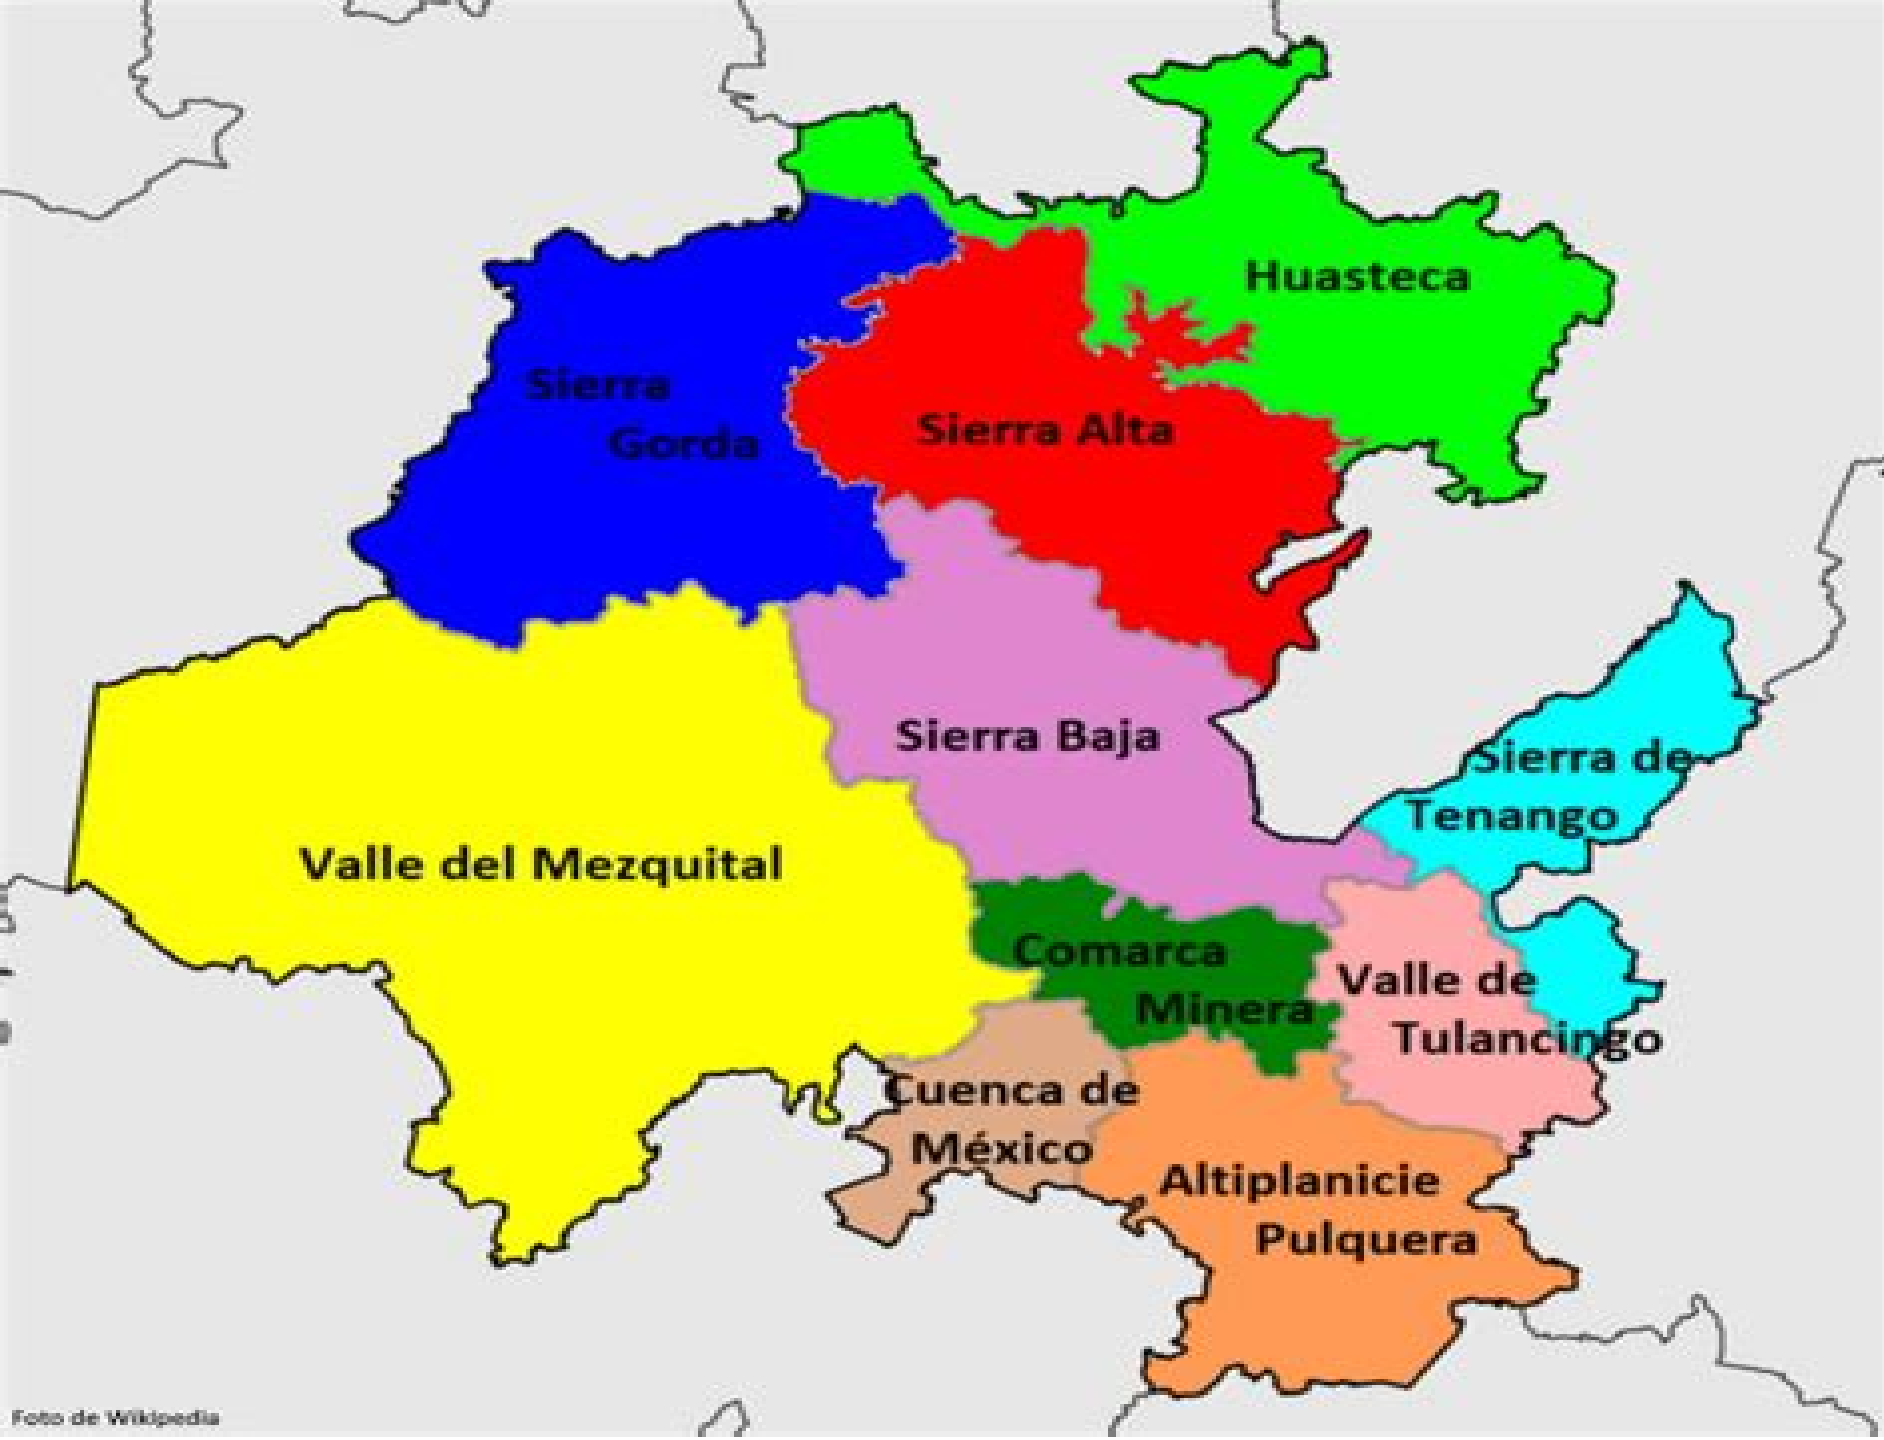 Huasteca
Sierra
Gorda
Sierra Alta
Sierra Baja
Sierra de
Tenango
Valle del Mezquital
Comarca
Minera
Valle de
Tulancingo
Cuenca de
México
Altiplanicie
Pulquera
Foto de Wikipedia